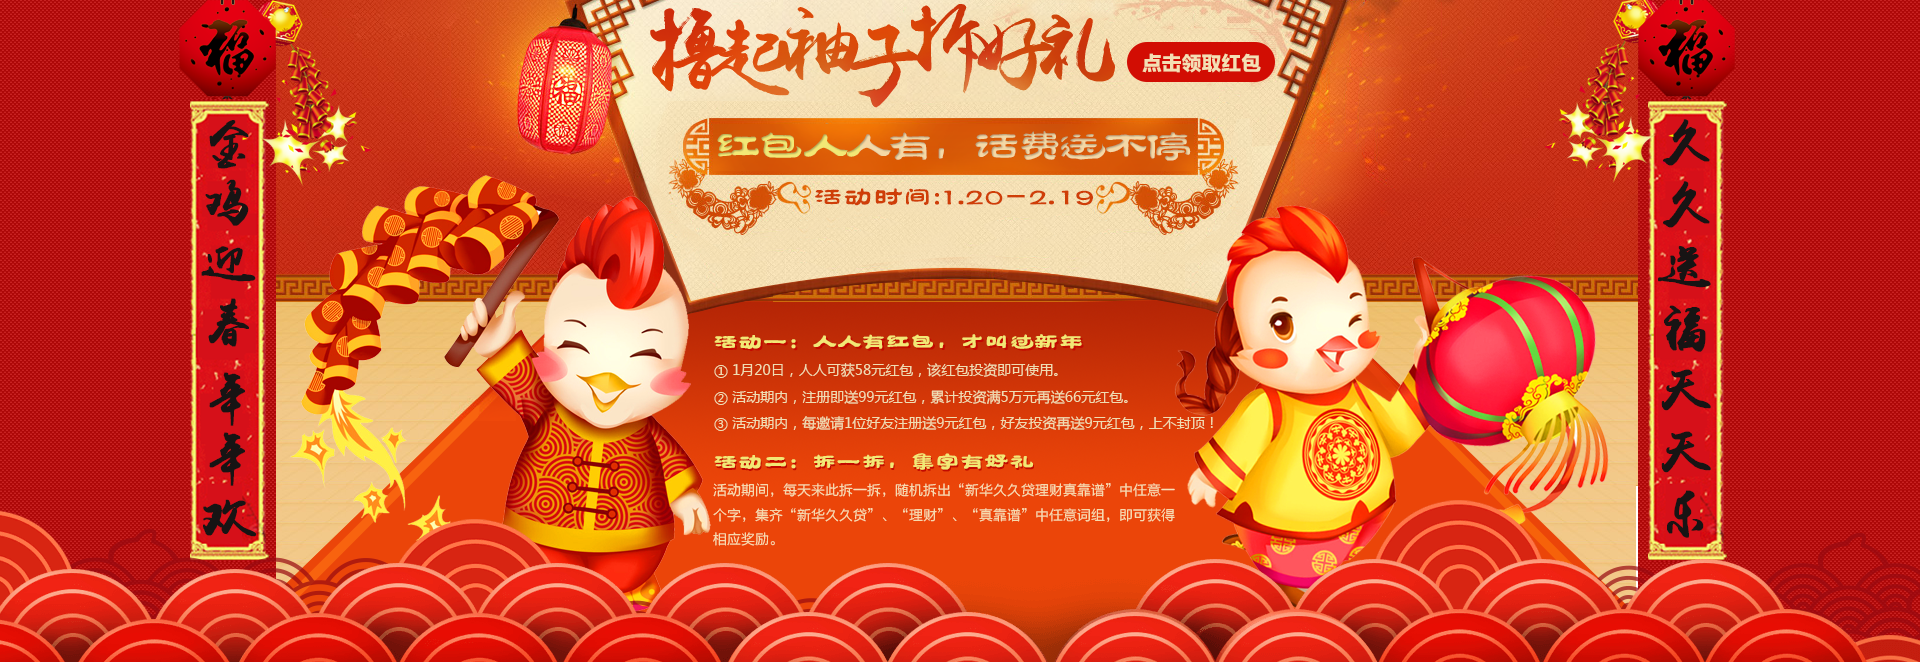 撸起袖子拆好礼
点击领取红包
红包人人有，话费送不停
活动时间:1.20-2.19
福
福
福
金鸡迎春年年欢
久久送福天天乐
活动一：人人有红包，才叫过新年
① 1月20日，人人可获58元红包，该红包投资即可使用。
② 活动期内，注册即送99元红包，累计投资满5万元再送66元红包。
③ 活动期内，每邀请1位好友注册送9元红包，好友投资再送9元红包，上不封顶！
活动二：拆一拆，集字有好礼
活动期间，每天来此拆一拆，随机拆出“新华久久贷理财真靠谱”中任意一
个字，集齐“新华久久贷”、“理财”、“真靠谱”中任意词组，即可获得
相应奖励。